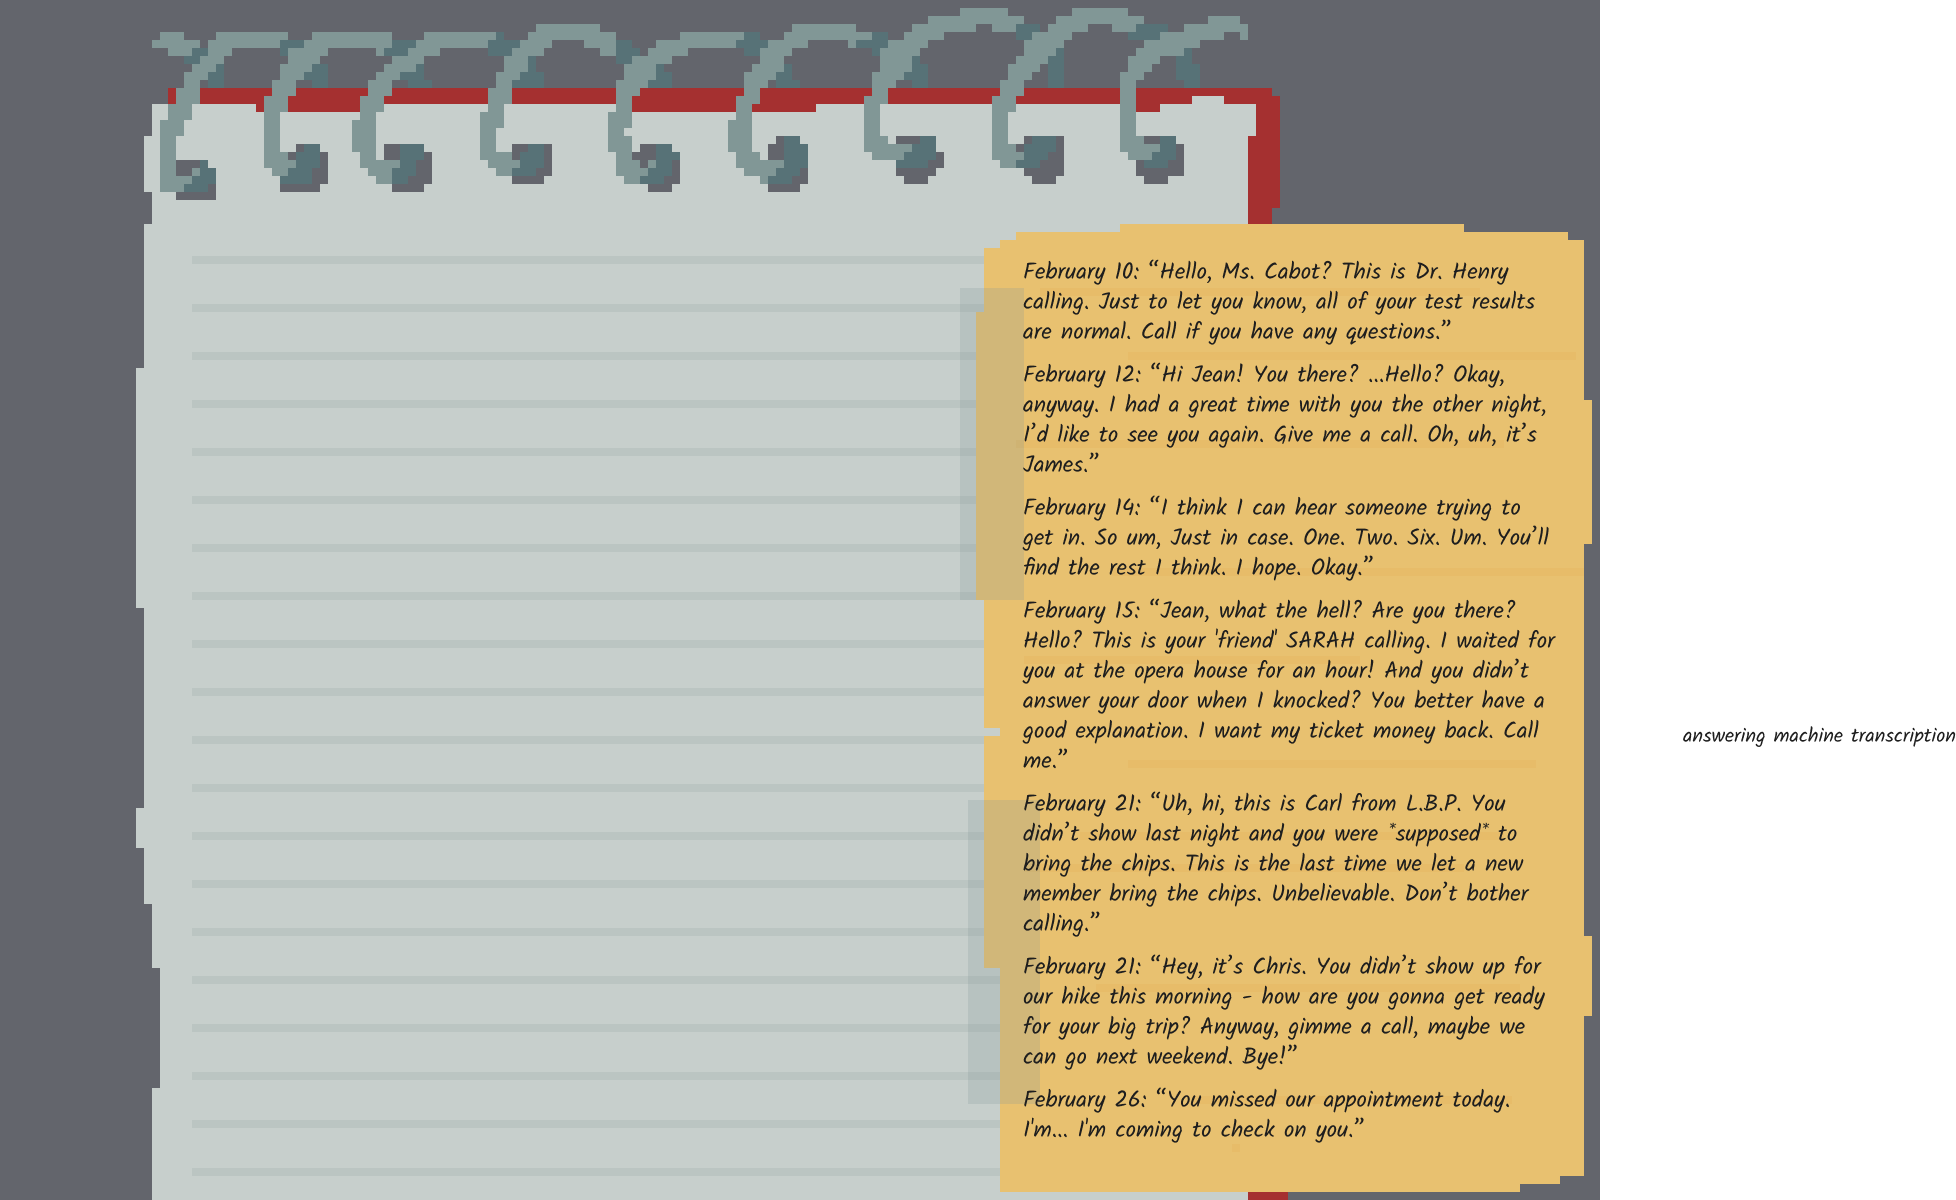 February 10: “Hello, Ms. Cabot? This is Dr. Henry
calling. Just to let you know, all of your test results
are normal. Call if you have any questions.”
February 12: “Hi Jean! You there? ...Hello? Okay,
anyway. I had a great time with you the other night,
I’d like to see you again. Give me a call. Oh, uh, it’s
James.”
February 14: “I think I can hear someone trying to
get in. So um, Just in case. One. Two. Six. Um. You’ll
find the rest I think. I hope. Okay.”
February 15: “Jean, what the hell? Are you there?
Hello? This is your 'friend' SARAH calling. I waited for
you at the opera house for an hour! And you didn’t
answer your door when I knocked? You better have a
good explanation. I want my ticket money back. Call
me.”
February 21: “Uh, hi, this is Carl from L.B.P. You
didn’t show last night and you were *supposed* to
bring the chips. This is the last time we let a new
member bring the chips. Unbelievable. Don’t bother
calling.”
February 21: “Hey, it’s Chris. You didn’t show up for
our hike this morning - how are you gonna get ready
for your big trip? Anyway, gimme a call, maybe we
can go next weekend. Bye!”
February 26: “You missed our appointment today.
I'm... I'm coming to check on you.”
answering machine transcription